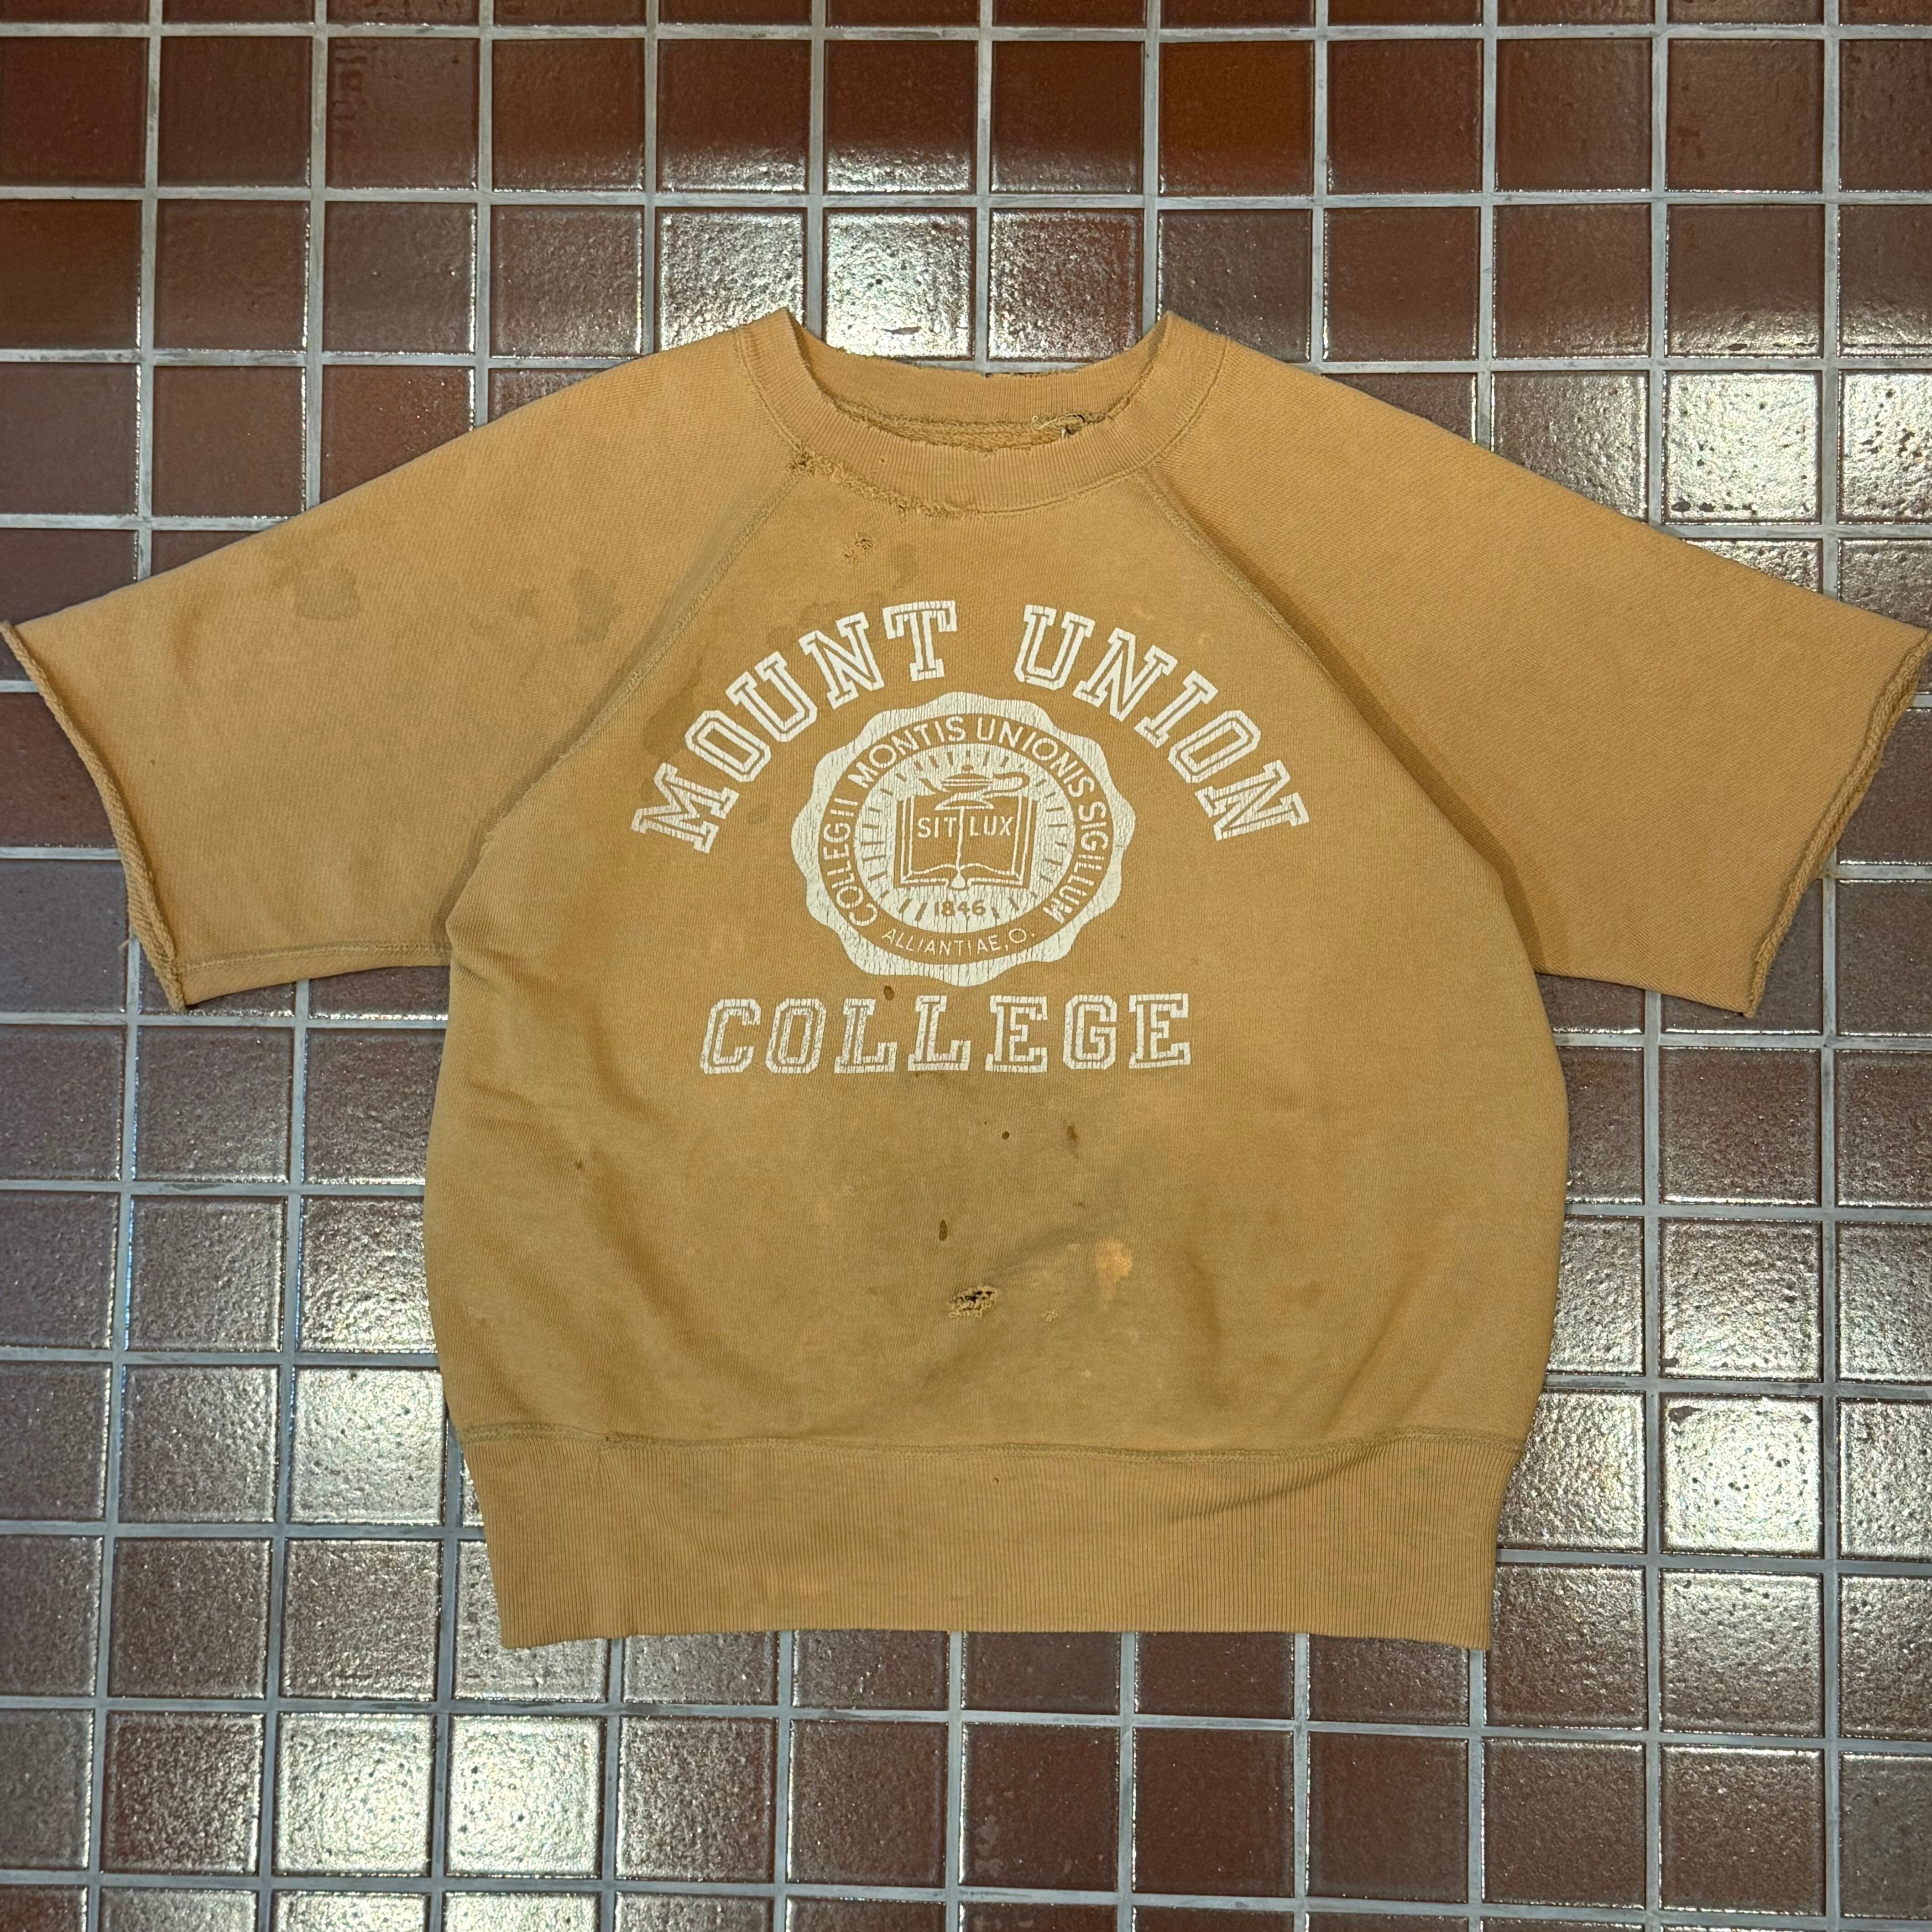 MOUNT UNION
COLLEGII MONTIS UNIONIS SIGILLUM
SIT LUX
1846
ALLIANTIAE, O.
COLLEGE